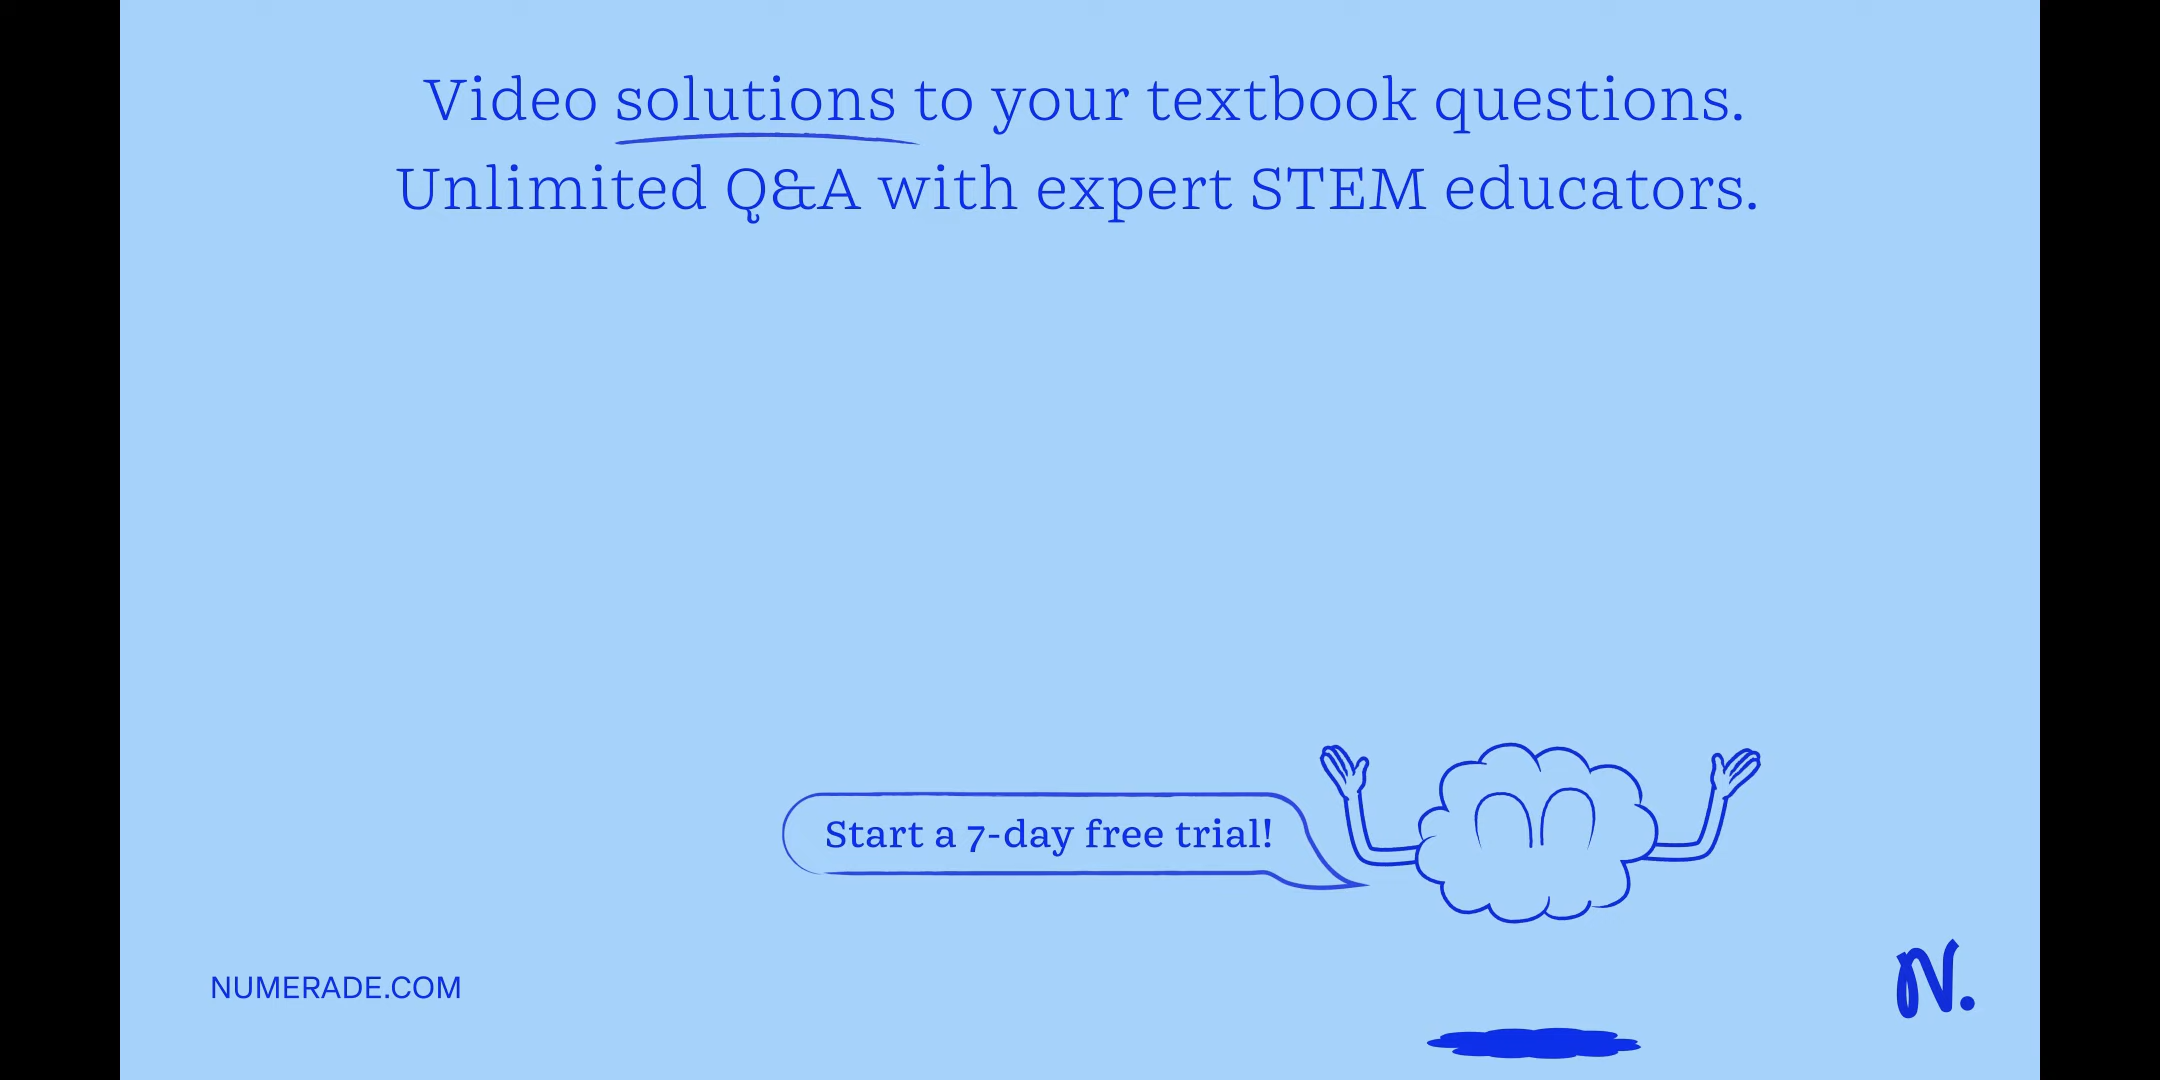 Video solutions to your textbook questions.
Unlimited Q&A with expert STEM educators.
Start a 7-day free trial!
NUMERADE.COM
N.